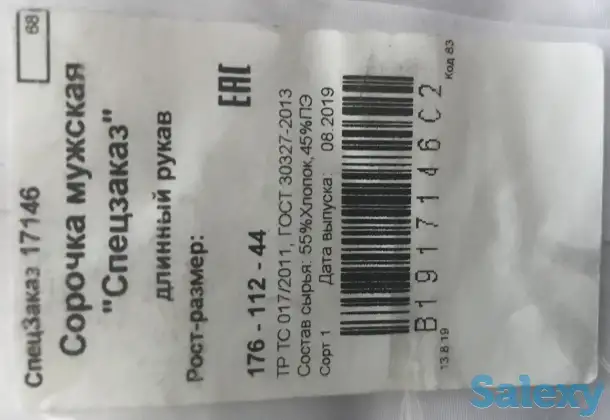 68
СпецЗаказ 17146
Сорочка мужская
"Спецзаказ"
длинный рукав
Рост-размер:
176 - 112 - 44
ЕАС
ТР ТС 017/2011, ГОСТ 30327-2013
Состав сырья: 55%Хлопок,45%ПЭ
Сорт 1 Дата выпуска: 08.2019
B1917146C2
13.8.19
Код 83
Salexy